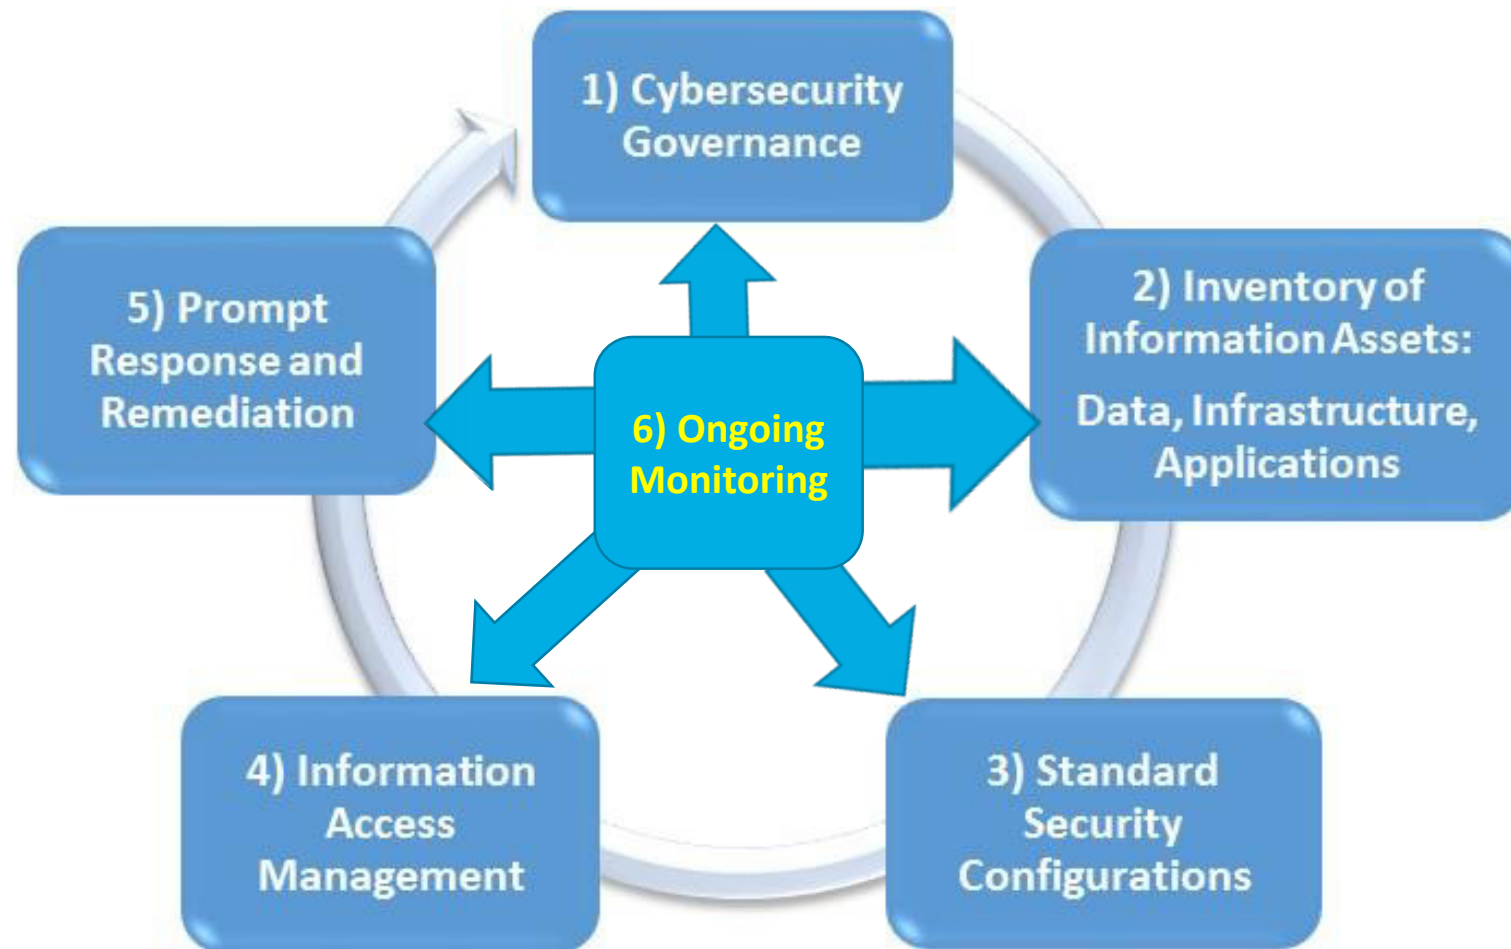 1) Cybersecurity
Governance
2) Inventory of
Information Assets:
Data, Infrastructure,
Applications
3) Standard
Security
Configurations
4) Information
Access
Management
5) Prompt
Response and
Remediation
6) Ongoing
Monitoring